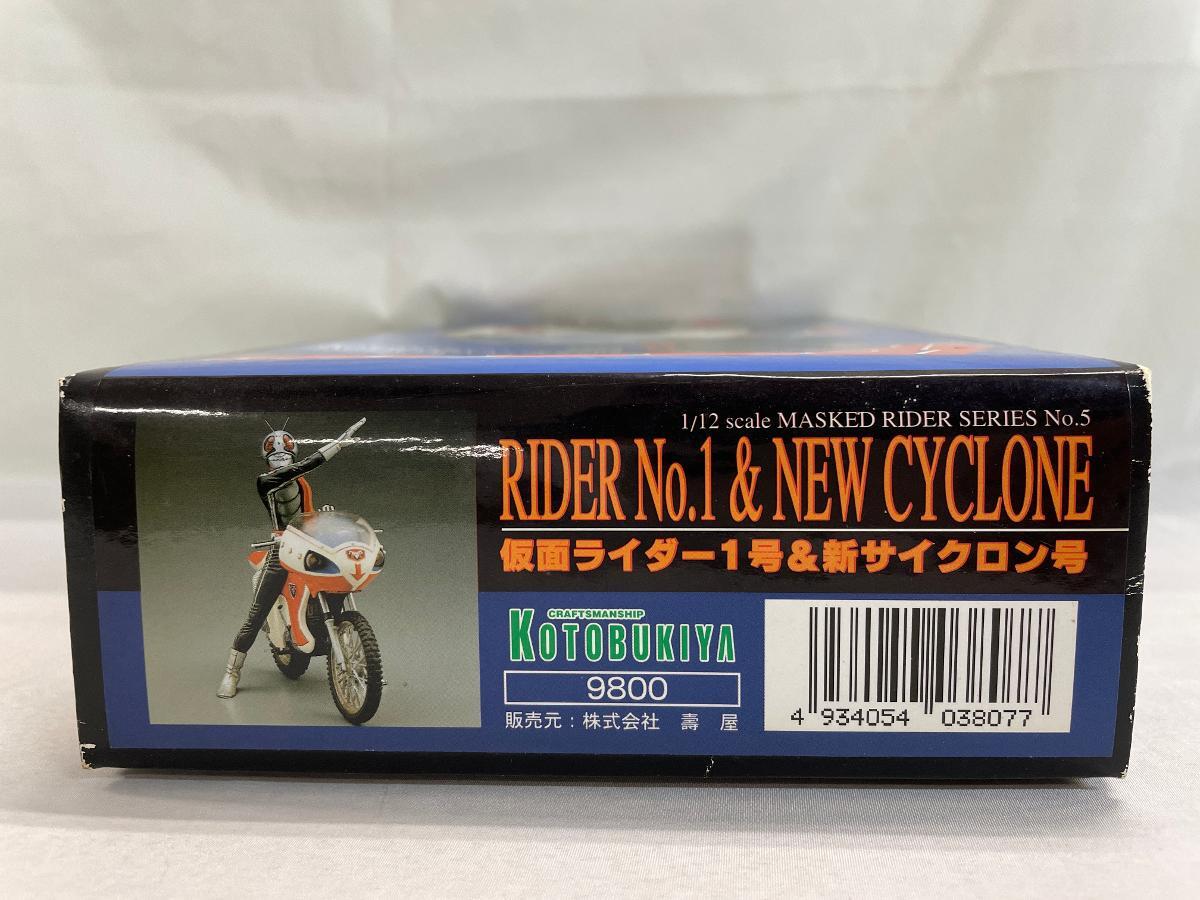 1/12 scale MASKED RIDER SERIES No.5
RIDER No.1 & NEW CYCLONE
仮面ライダー1号&新サイクロン号
CRAFTSMANSHIP
KOTOBUKIYA
9800
販売元：株式会社 壽 屋
4 934054 038077